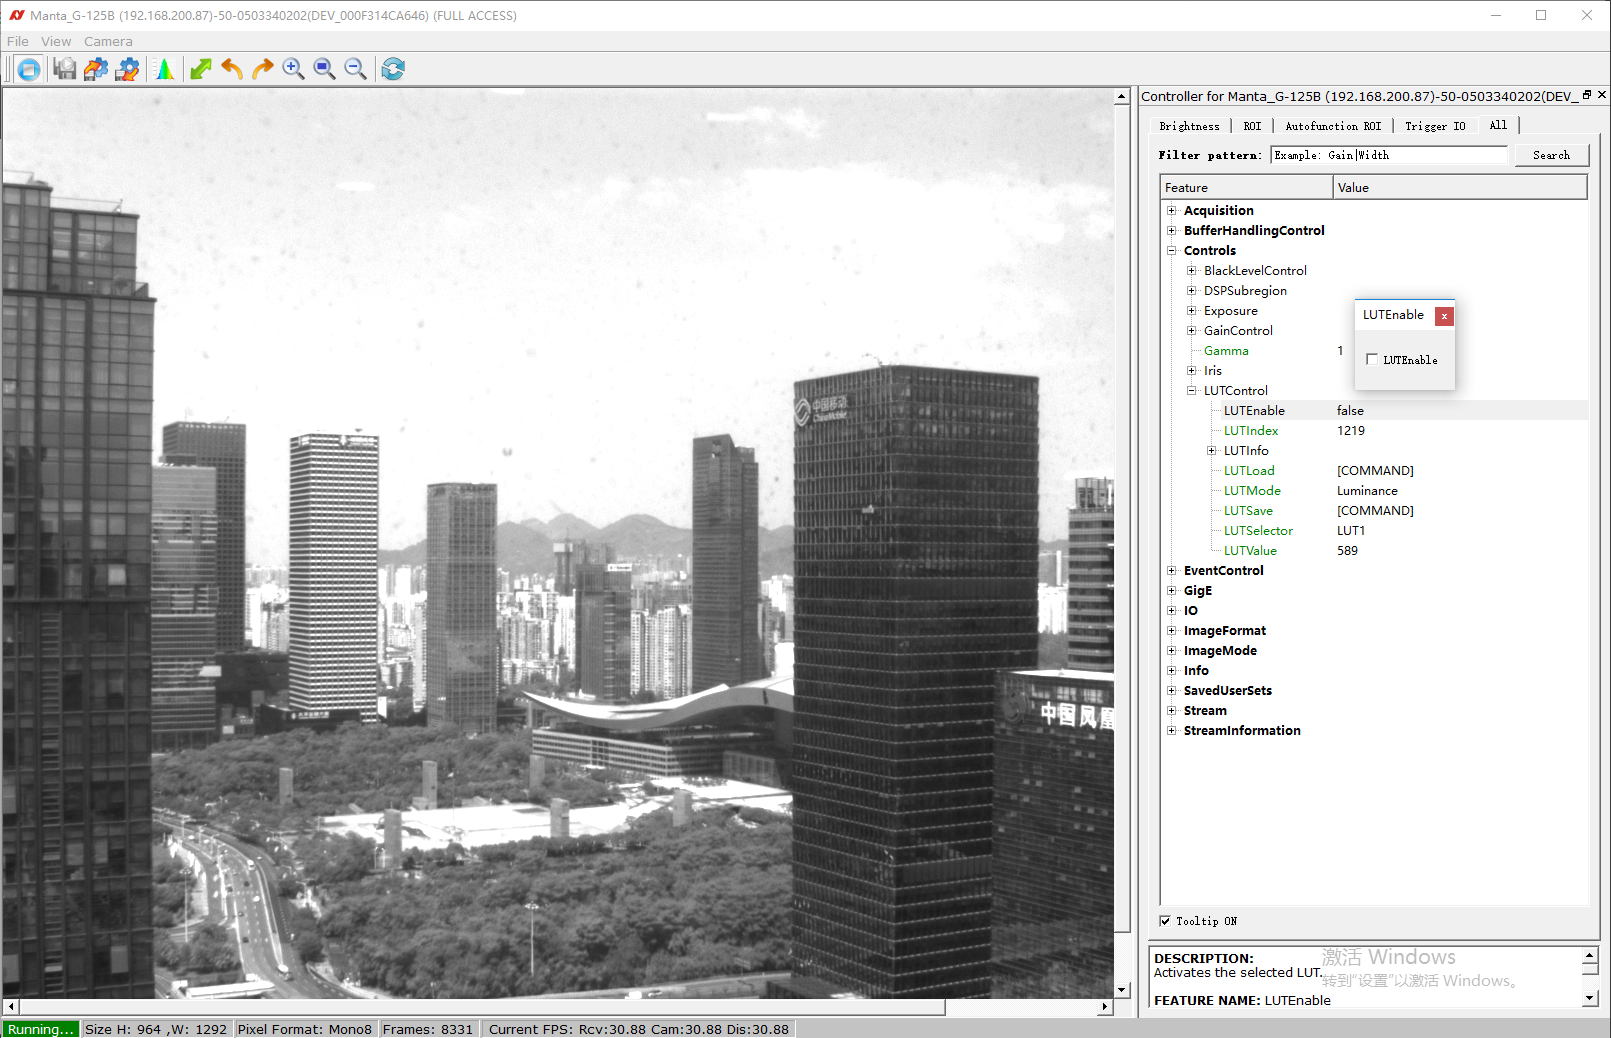 Manta_G-125B (192.168.200.87)-50-0503340202(DEV_000F314CA646) (FULL ACCESS)
File View Camera
Controller for Manta_G-125B (192.168.200.87)-50-0503340202(DEV_
Brightness ROI Autofunction ROI Trigger IO All
Filter pattern: Example: Gain|Width Search
Feature Value
Acquisition
BufferHandlingControl
Controls
BlackLevelControl
DSPSubregion
Exposure
GainControl
Gamma 1
Iris
LUTControl
LUTEnable false
LUTIndex 1219
LUTInfo
LUTLoad [COMMAND]
LUTMode Luminance
LUTSave [COMMAND]
LUTSelector LUT1
LUTValue 589
EventControl
GigE
IO
ImageFormat
ImageMode
Info
SavedUserSets
Stream
StreamInformation
LUTEnable x
LUTEnable
中国移动
China Mobile
中国凤凰
Tooltip ON
DESCRIPTION:
Activates the selected LUT.
FEATURE NAME: LUTEnable
激活 Windows
转到“设置”以激活 Windows。
Running... Size H: 964 ,W: 1292 Pixel Format: Mono8 Frames: 8331 Current FPS: Rcv:30.88 Cam:30.88 Dis:30.88